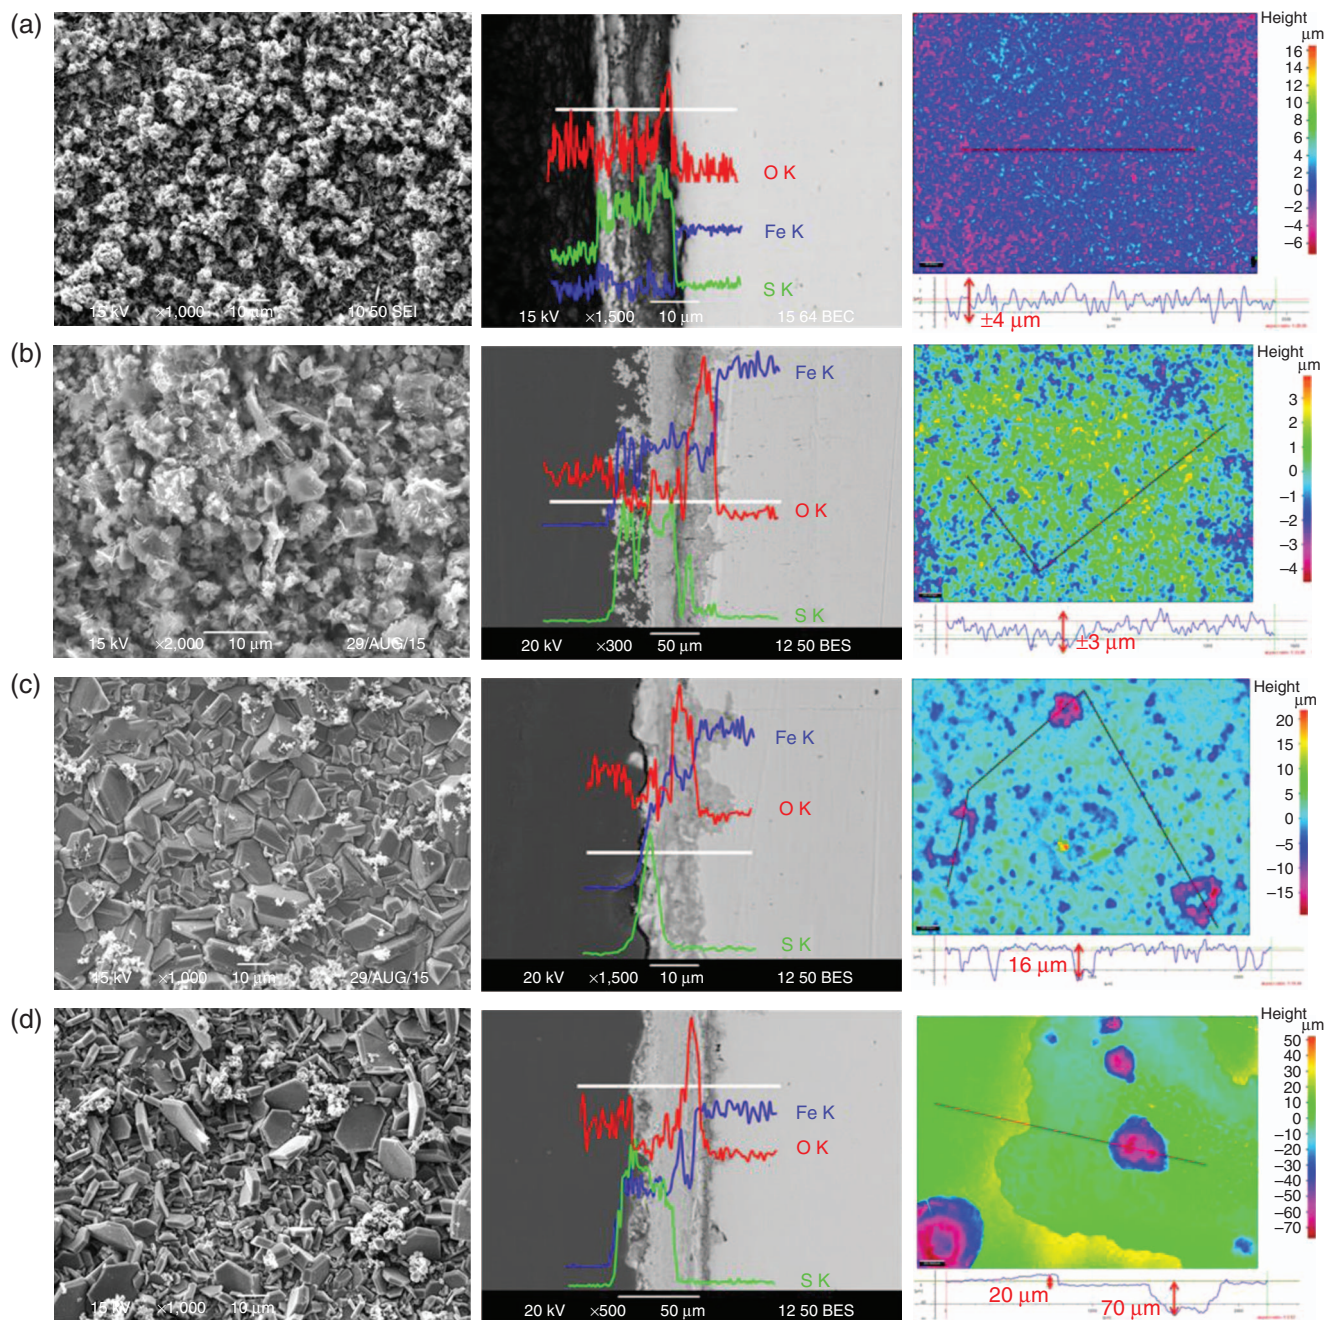 (a)
15 kV ×1,000 10 μm 10 50 SEI
O K
Fe K
S K
15 kV ×1,500 10 μm 15 64 BEC
Height
μm
16
14
12
10
8
6
4
2
0
−2
−4
−6
±4 μm
(b)
15 kV ×2,000 10 μm 29/AUG/15
Fe K
O K
S K
20 kV ×300 50 μm 12 50 BES
Height
μm
3
2
1
0
−1
−2
−3
−4
±3 μm
(c)
15 kV ×1,000 10 μm 29/AUG/15
Fe K
O K
S K
20 kV ×1,500 10 μm 12 50 BES
Height
μm
20
15
10
5
0
−5
−10
−15
16 μm
(d)
15 kV ×1,000 10 μm
Fe K
O K
S K
20 kV ×500 50 μm 12 50 BES
Height
μm
50
40
30
20
10
0
−10
−20
−30
−40
−50
−60
−70
20 μm
70 μm